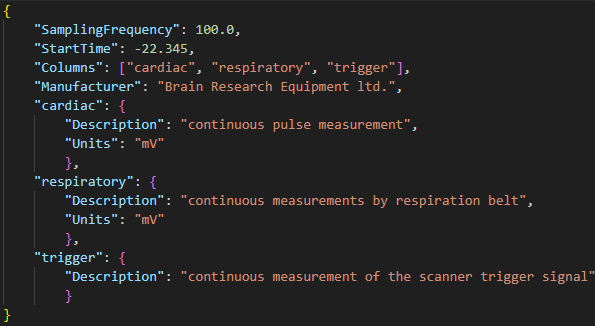 {
    "SamplingFrequency": 100.0,
    "StartTime": -22.345,
    "Columns": ["cardiac", "respiratory", "trigger"],
    "Manufacturer": "Brain Research Equipment ltd.",
    "cardiac": {
        "Description": "continuous pulse measurement",
        "Units": "mV"
        },
    "respiratory": {
        "Description": "continuous measurements by respiration belt",
        "Units": "mV"
        },
    "trigger": {
        "Description": "continuous measurement of the scanner trigger signal"
        }
}